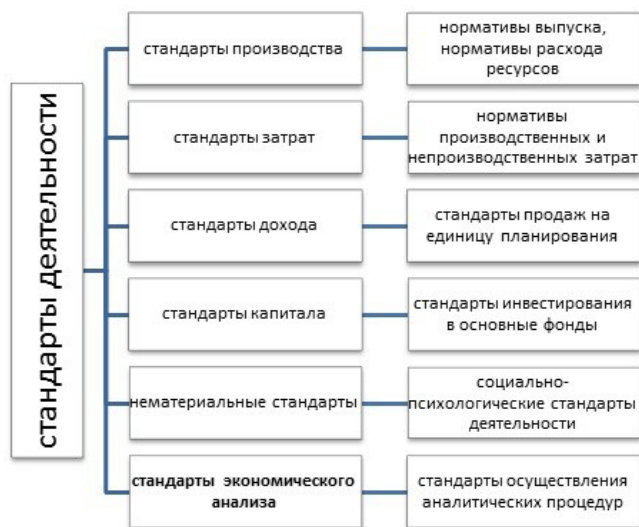 стандарты деятельности
стандарты производства
нормативы выпуска,
нормативы расхода
ресурсов
стандарты затрат
нормативы
производственных и
непроизводственных затрат
стандарты дохода
стандарты продаж на
единицу планирования
стандарты капитала
стандарты инвестирования
в основные фонды
нематериальные стандарты
социально-
психологические стандарты
деятельности
стандарты экономического
анализа
стандарты осуществления
аналитических процедур